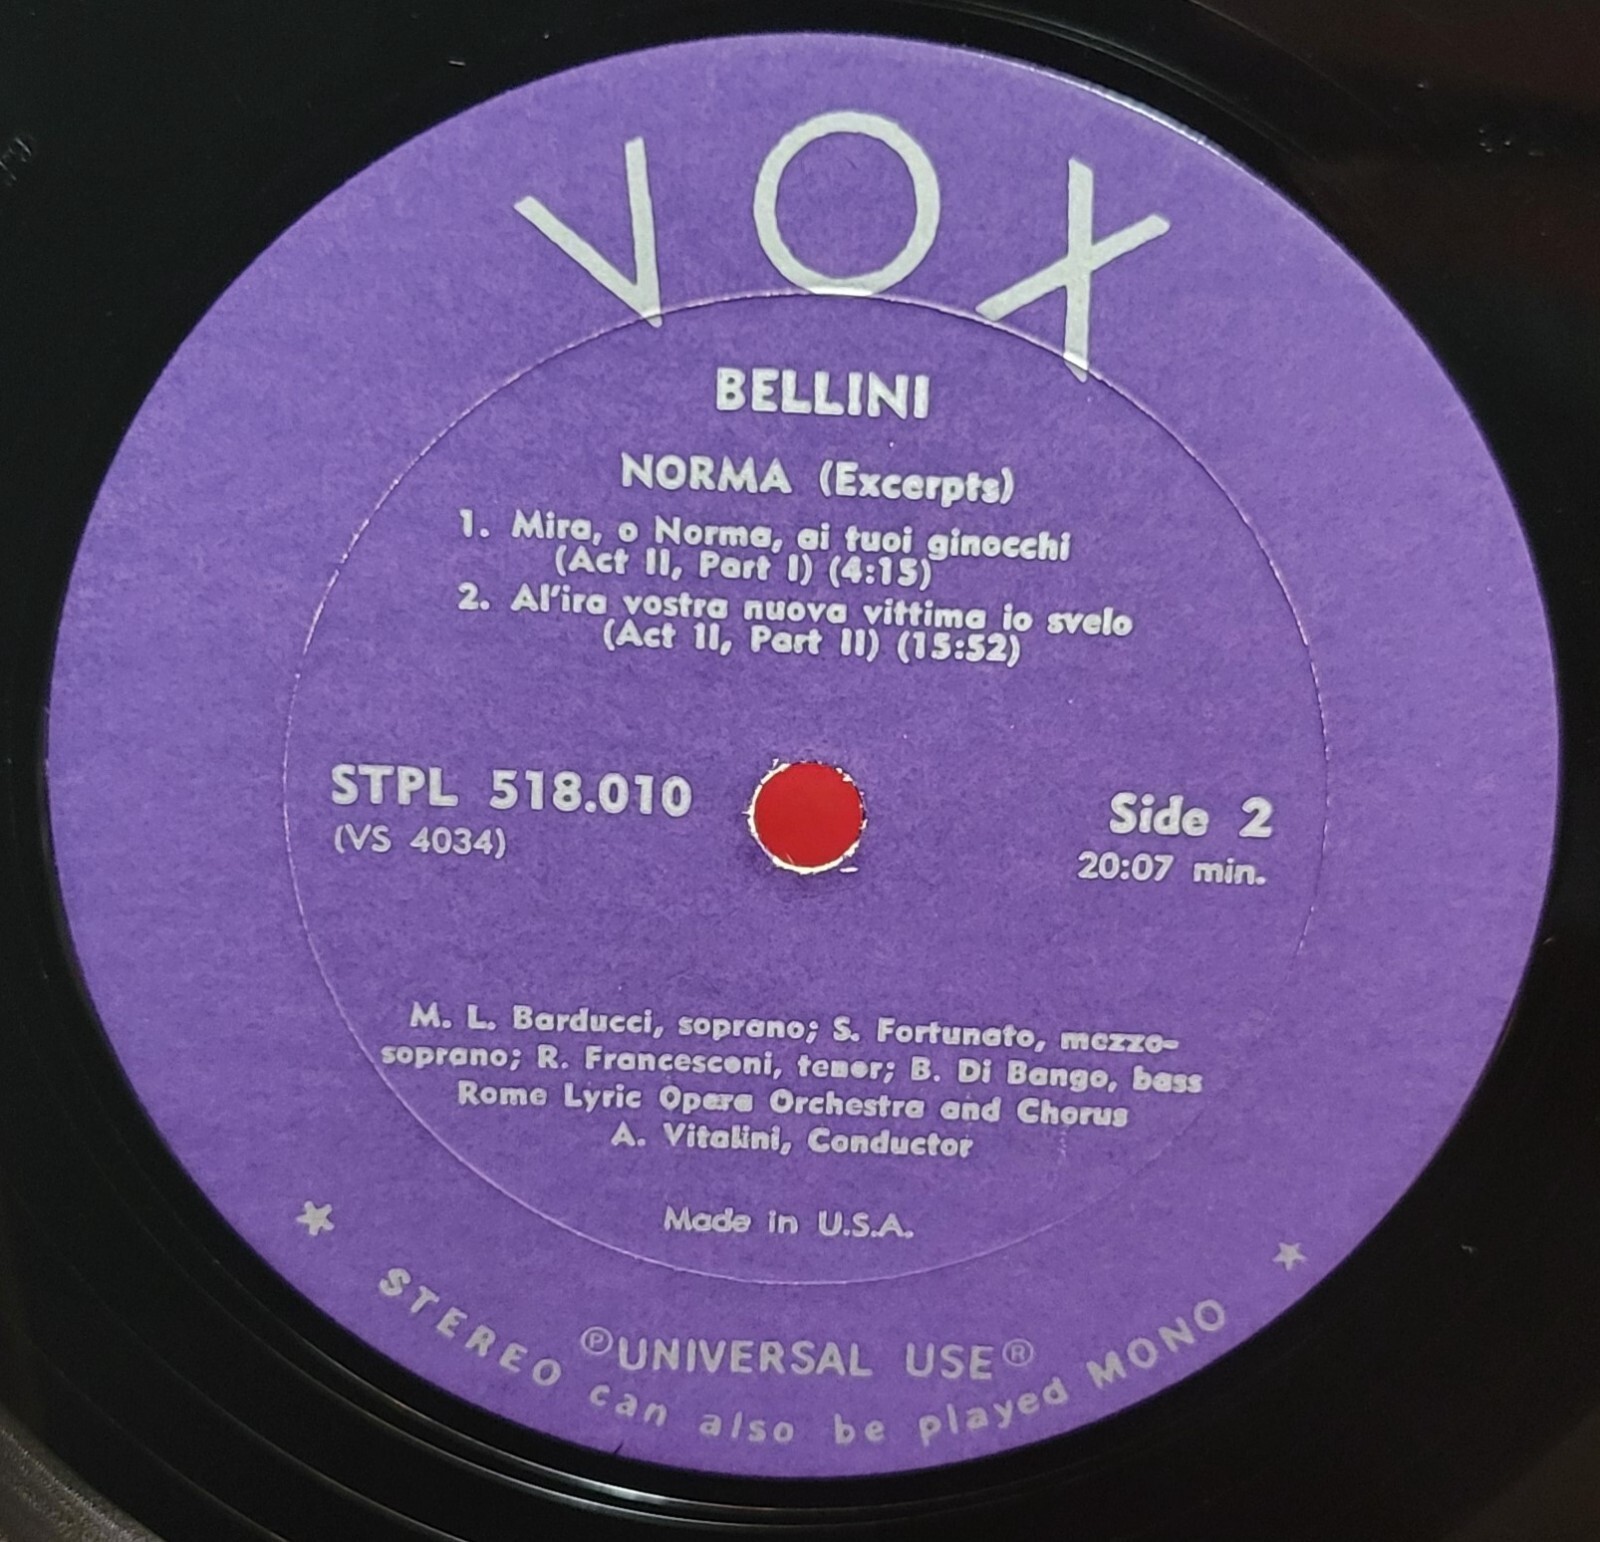 VOX
BELLINI
NORMA (Excerpts)
1. Mira, o Norma, ai tuoi ginocchi
(Act II, Part I) (4:15)
2. Al'ira vostra nuova vittima io svelo
(Act II, Part II) (15:52)
STPL 518.010
(VS 4034)
Side 2
20:07 min.
M. L. Barducci, soprano; S. Fortunato, mezzo-
soprano; R. Francesconi, tenor; B. Di Bango, bass
Rome Lyric Opera Orchestra and Chorus
A. Vitalini, Conductor
Made in U.S.A.
℗UNIVERSAL USE®
★ STEREO can also be played MONO ★